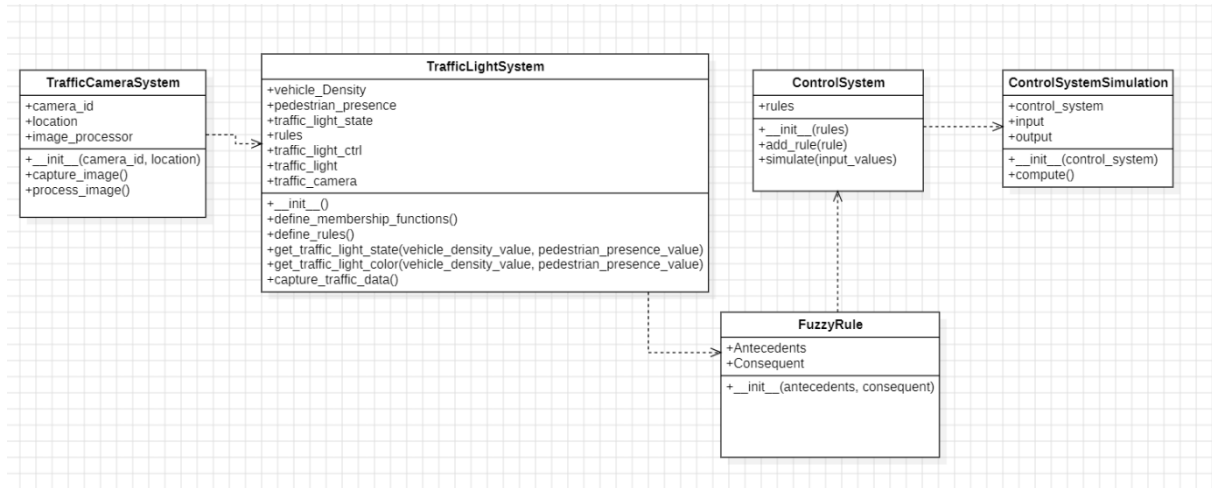 TrafficCameraSystem
+camera_id
+location
+image_processor
+__init__(camera_id, location)
+capture_image()
+process_image()
TrafficLightSystem
+vehicle_Density
+pedestrian_presence
+traffic_light_state
+rules
+traffic_light_ctrl
+traffic_light
+traffic_camera
+__init__()
+define_membership_functions()
+define_rules()
+get_traffic_light_state(vehicle_density_value, pedestrian_presence_value)
+get_traffic_light_color(vehicle_density_value, pedestrian_presence_value)
+capture_traffic_data()
ControlSystem
+rules
+__init__(rules)
+add_rule(rule)
+simulate(input_values)
ControlSystemSimulation
+control_system
+input
+output
+__init__(control_system)
+compute()
FuzzyRule
+Antecedents
+Consequent
+__init__(antecedents, consequent)